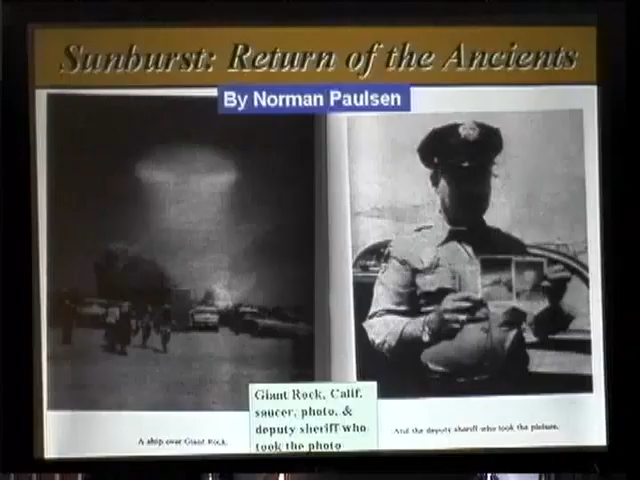 Sunburst: Return of the Ancients
By Norman Paulsen
Giant Rock, Calif.
saucer, photo, &
deputy sheriff who
took the photo
A ship over Giant Rock.
And the deputy sheriff who took the picture.